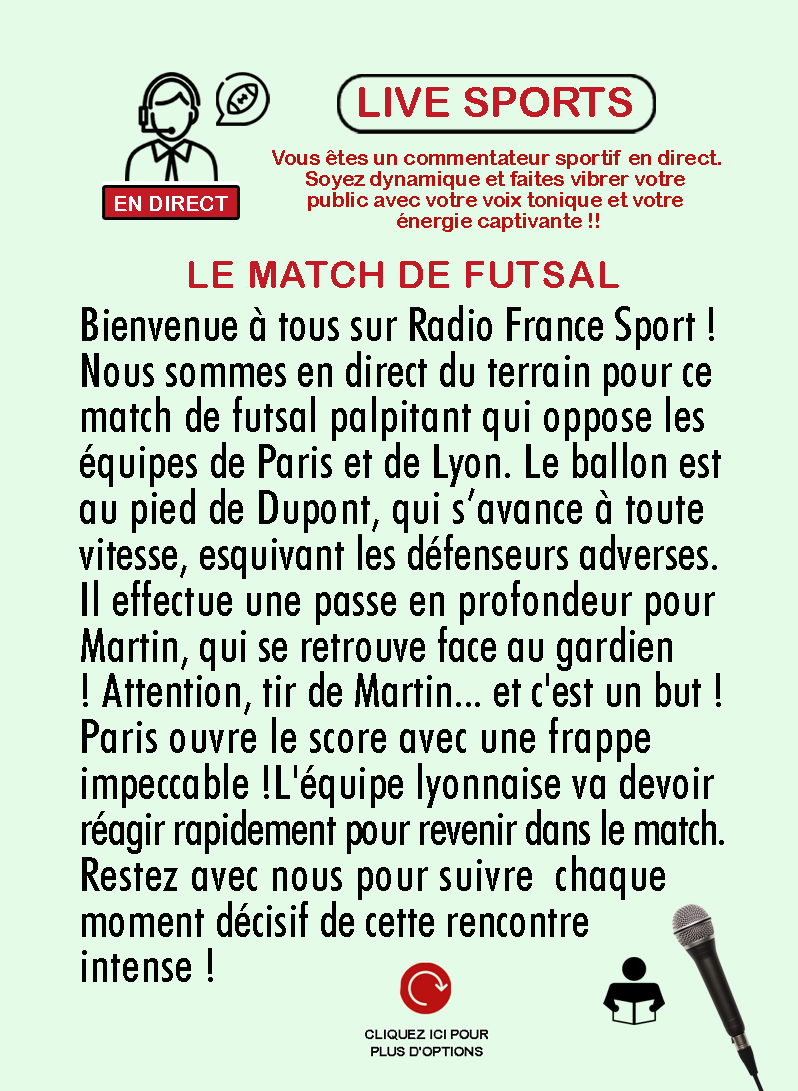 LIVE SPORTS
Vous êtes un commentateur sportif en direct.
Soyez dynamique et faites vibrer votre
public avec votre voix tonique et votre
énergie captivante !!
EN DIRECT
LE MATCH DE FUTSAL
Bienvenue à tous sur Radio France Sport !
Nous sommes en direct du terrain pour ce
match de futsal palpitant qui oppose les
équipes de Paris et de Lyon. Le ballon est
au pied de Dupont, qui s’avance à toute
vitesse, esquivant les défenseurs adverses.
Il effectue une passe en profondeur pour
Martin, qui se retrouve face au gardien
! Attention, tir de Martin... et c'est un but !
Paris ouvre le score avec une frappe
impeccable !L'équipe lyonnaise va devoir
réagir rapidement pour revenir dans le match.
Restez avec nous pour suivre  chaque
moment décisif de cette rencontre
intense !
CLIQUEZ ICI POUR
PLUS D'OPTIONS